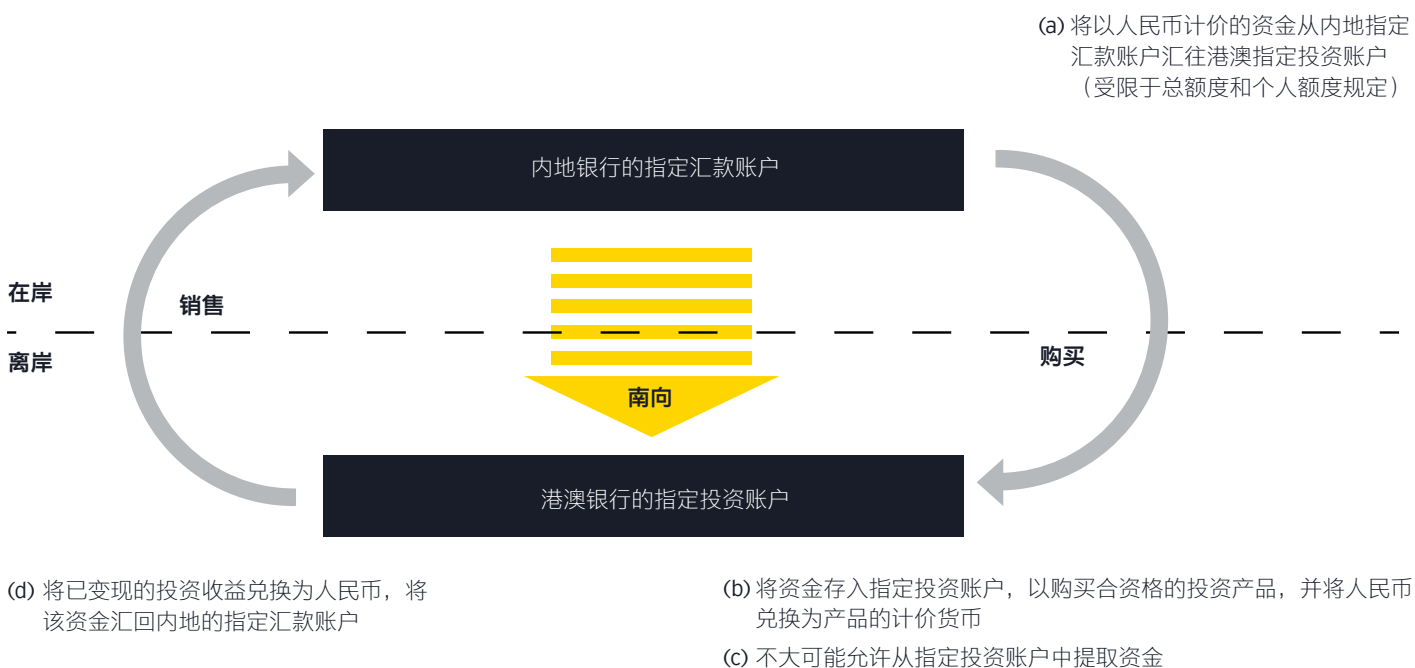 (a) 将以人民币计价的资金从内地指定
汇款账户汇往港澳指定投资账户
（受限于总额度和个人额度规定）
内地银行的指定汇款账户
在岸
销售
离岸
购买
南向
港澳银行的指定投资账户
(d) 将已变现的投资收益兑换为人民币，将
该资金汇回内地的指定汇款账户
(b) 将资金存入指定投资账户，以购买合资格的投资产品，并将人民币
兑换为产品的计价货币
(c) 不大可能允许从指定投资账户中提取资金